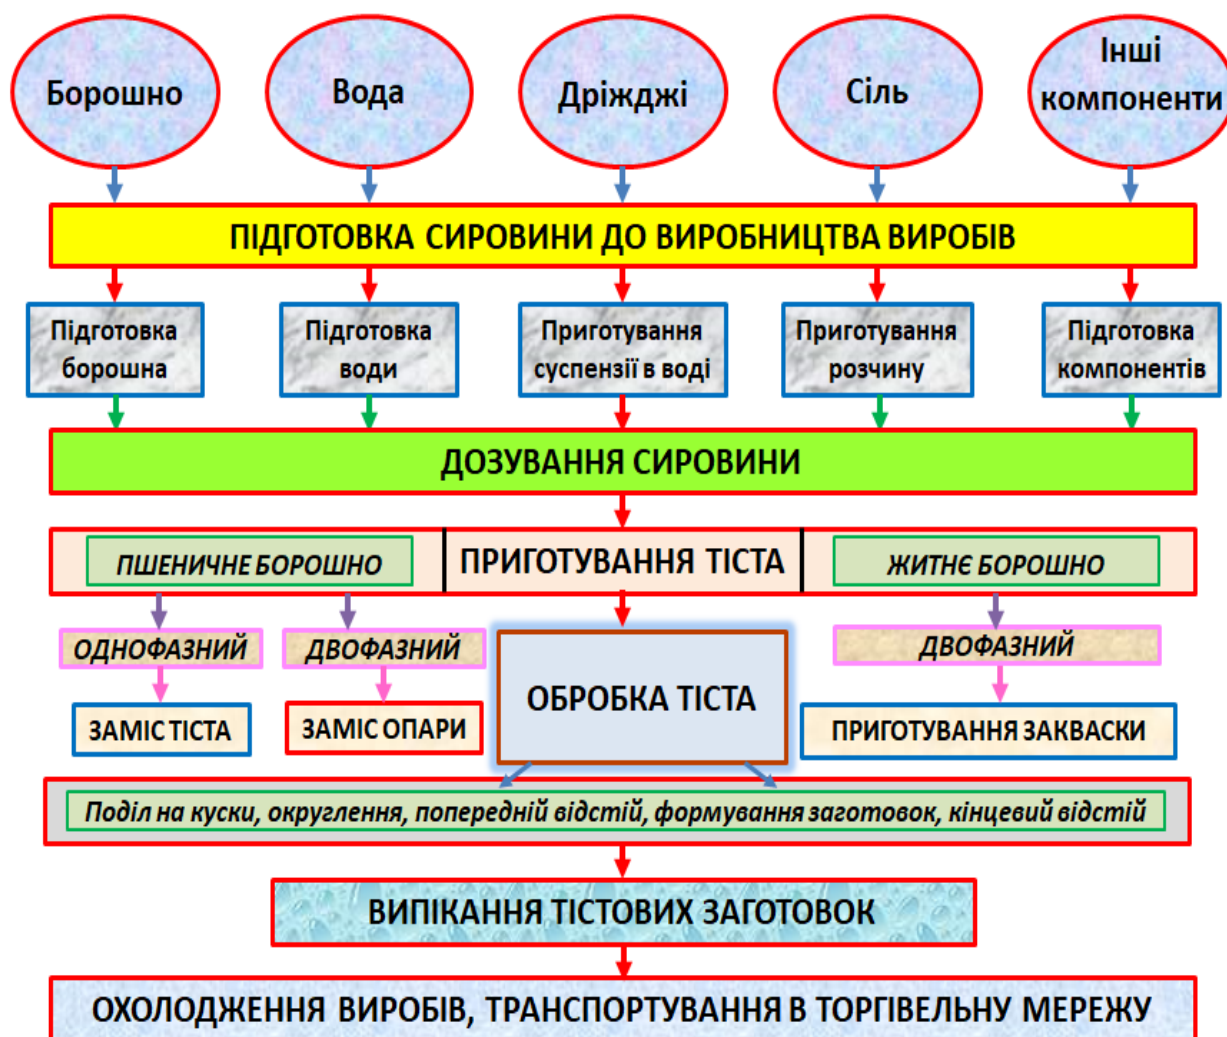 Борошно
Вода
Дріжджі
Сіль
Інші
компоненти
ПІДГОТОВКА СИРОВИНИ ДО ВИРОБНИЦТВА ВИРОБІВ
Підготовка
борошна
Підготовка
води
Приготування
суспензії в воді
Приготування
розчину
Підготовка
компонентів
ДОЗУВАННЯ СИРОВИНИ
ПШЕНИЧНЕ БОРОШНО
ПРИГОТУВАННЯ ТІСТА
ЖИТНЄ БОРОШНО
ОДНОФАЗНИЙ
ДВОФАЗНИЙ
ДВОФАЗНИЙ
ЗАМІС ТІСТА
ЗАМІС ОПАРИ
ОБРОБКА ТІСТА
ПРИГОТУВАННЯ ЗАКВАСКИ
Поділ на куски, округлення, попередній відстій, формування заготовок, кінцевий відстій
ВИПІКАННЯ ТІСТОВИХ ЗАГОТОВОК
ОХОЛОДЖЕННЯ ВИРОБІВ, ТРАНСПОРТУВАННЯ В ТОРГІВЕЛЬНУ МЕРЕЖУ